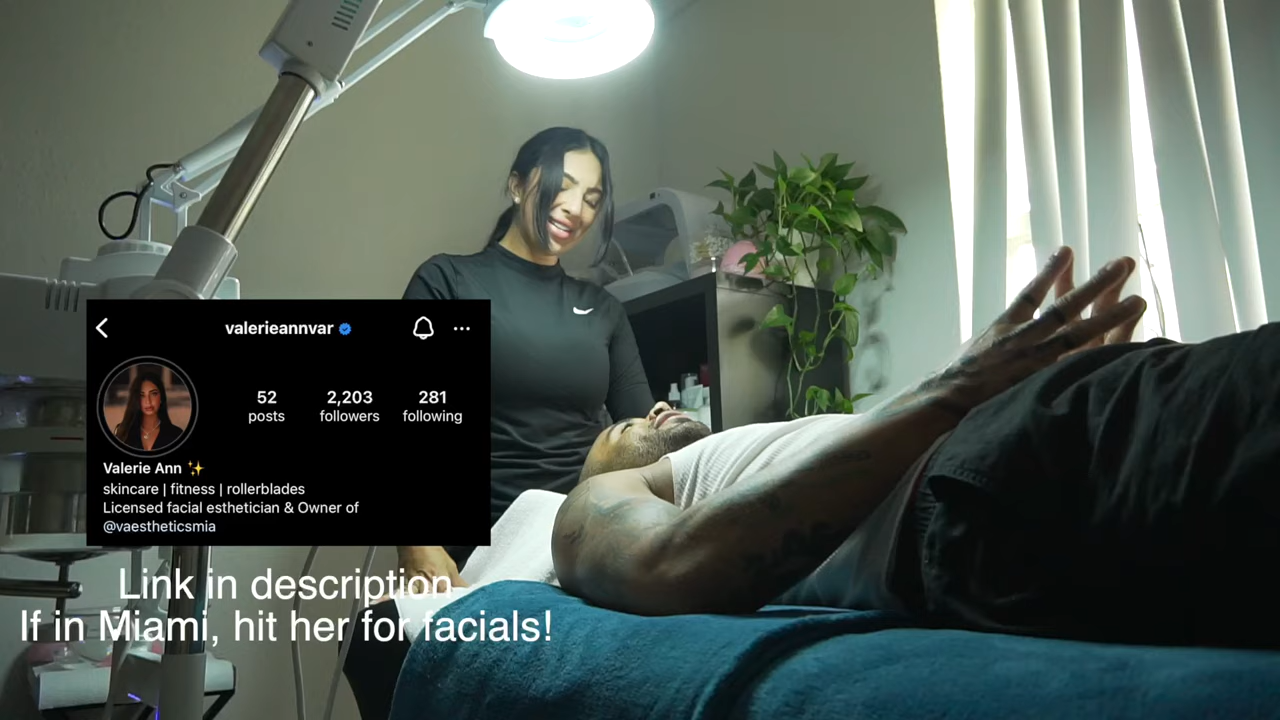 valerieannvar
52 2,203 281
posts followers following
Valerie Ann ✨
skincare | fitness | rollerblades
Licensed facial esthetician & Owner of
@vaestheticsmia
Link in description
If in Miami, hit her for facials!